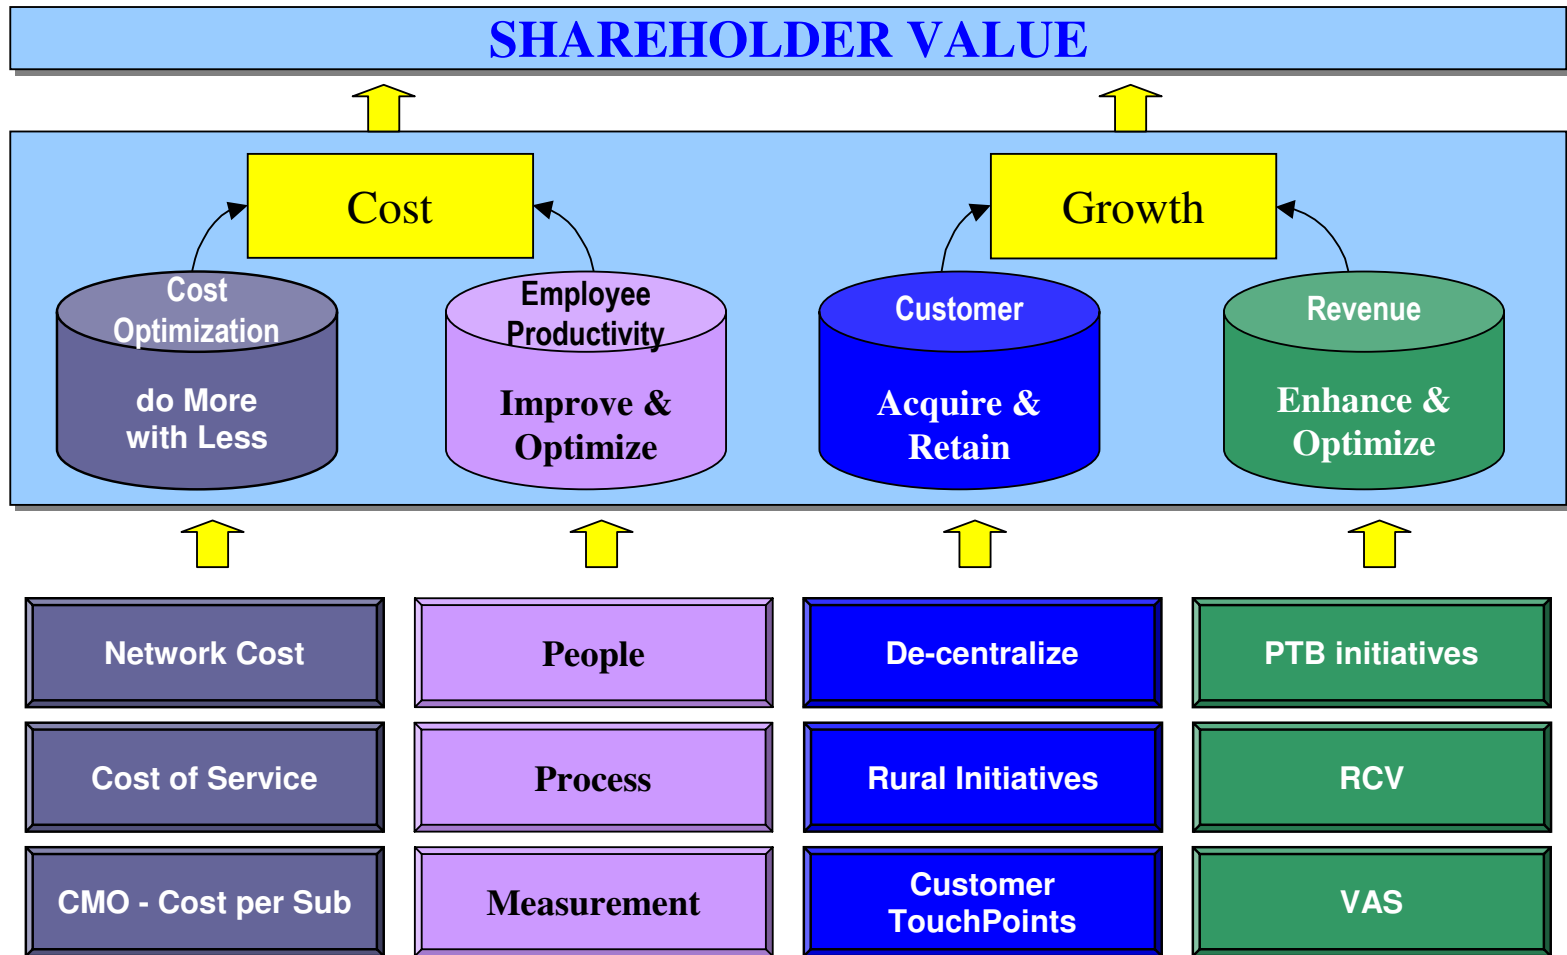 SHAREHOLDER VALUE
Cost
Growth
Cost
Optimization
do More
with Less
Employee
Productivity
Improve &
Optimize
Customer
Acquire &
Retain
Revenue
Enhance &
Optimize
Network Cost
People
De-centralize
PTB initiatives
Cost of Service
Process
Rural Initiatives
RCV
CMO - Cost per Sub
Measurement
Customer
TouchPoints
VAS